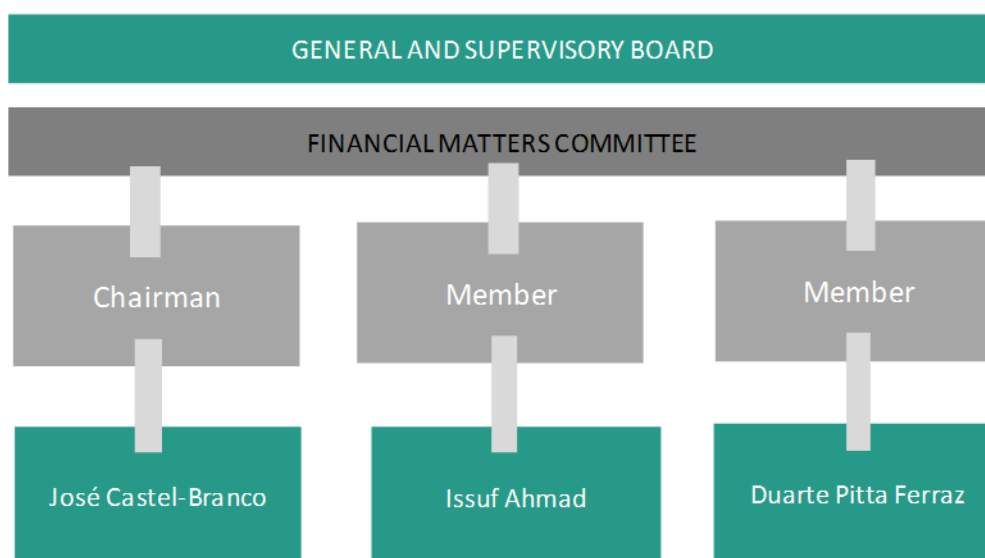 GENERAL AND SUPERVISORY BOARD
FINANCIAL MATTERS COMMITTEE
Chairman
Member
Member
José Castel-Branco
Issuf Ahmad
Duarte Pitta Ferraz